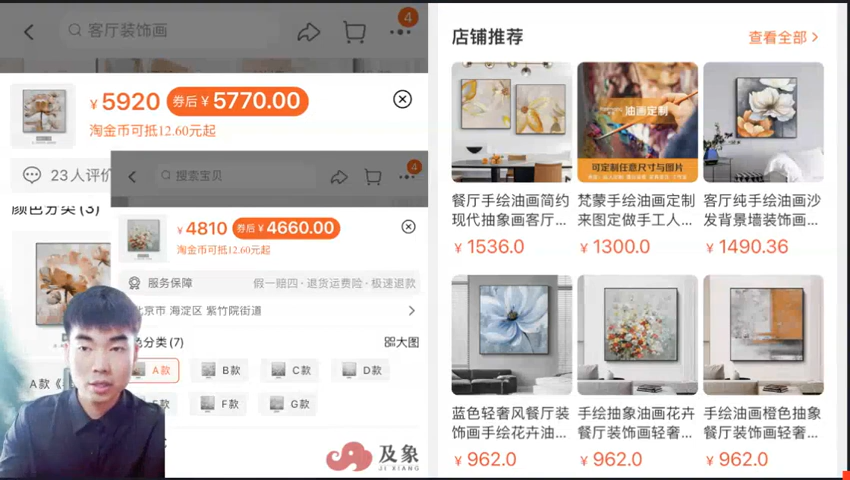 客厅装饰画
4
¥5920 券后¥5770.00
淘金币可抵12.60元起
23人评价
颜色分类(3)
A款《
搜索宝贝
4
¥4810 券后¥4660.00
淘金币可抵12.60元起
服务保障 假一赔四·退货运费险·极速退款
北京市 海淀区 紫竹院街道
色分类(7) 大图
A款 B款 C款 D款
E款 F款 G款
及象
JI XIANG
店铺推荐 查看全部
油画定制
可定制任意尺寸与图片
餐厅手绘油画简约现代抽象画客厅…
¥1536.0
梵蒙手绘油画定制来图定做手工人…
¥1300.0
客厅纯手绘油画沙发背景墙装饰画…
¥1490.36
蓝色轻奢风餐厅装饰画手绘花卉油…
¥962.0
手绘抽象油画花卉餐厅装饰画轻奢…
¥962.0
手绘油画橙色抽象餐厅装饰画轻奢…
¥962.0